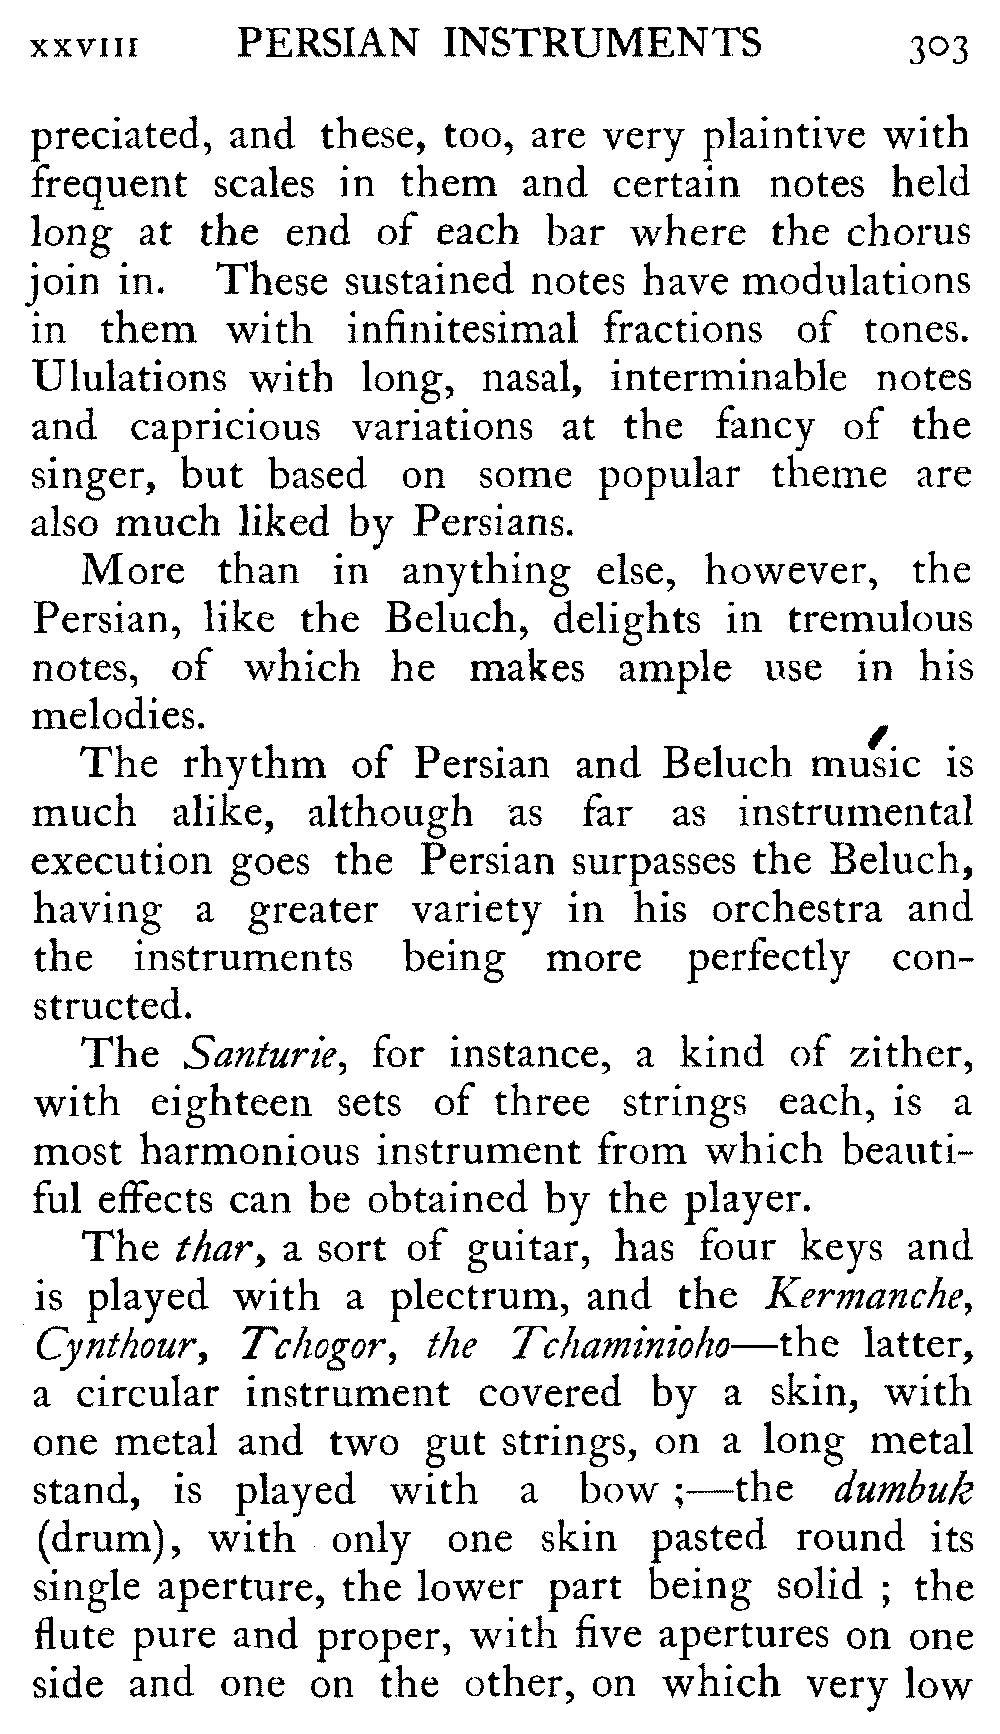 XXVIII PERSIAN INSTRUMENTS 303
preciated, and these, too, are very plaintive with
frequent scales in them and certain notes held
long at the end of each bar where the chorus
join in. These sustained notes have modulations
in them with infinitesimal fractions of tones.
Ululations with long, nasal, interminable notes
and capricious variations at the fancy of the
singer, but based on some popular theme are
also much liked by Persians.
More than in anything else, however, the
Persian, like the Beluch, delights in tremulous
notes, of which he makes ample use in his
melodies.
The rhythm of Persian and Beluch music is
much alike, although as far as instrumental
execution goes the Persian surpasses the Beluch,
having a greater variety in his orchestra and
the instruments being more perfectly con-
structed.
The Santurie, for instance, a kind of zither,
with eighteen sets of three strings each, is a
most harmonious instrument from which beauti-
ful effects can be obtained by the player.
The thar, a sort of guitar, has four keys and
is played with a plectrum, and the Kermanche,
Cynthour, Tchogor, the Tchaminioho—the latter,
a circular instrument covered by a skin, with
one metal and two gut strings, on a long metal
stand, is played with a bow ;—the dumbuk
(drum), with only one skin pasted round its
single aperture, the lower part being solid ; the
flute pure and proper, with five apertures on one
side and one on the other, on which very low